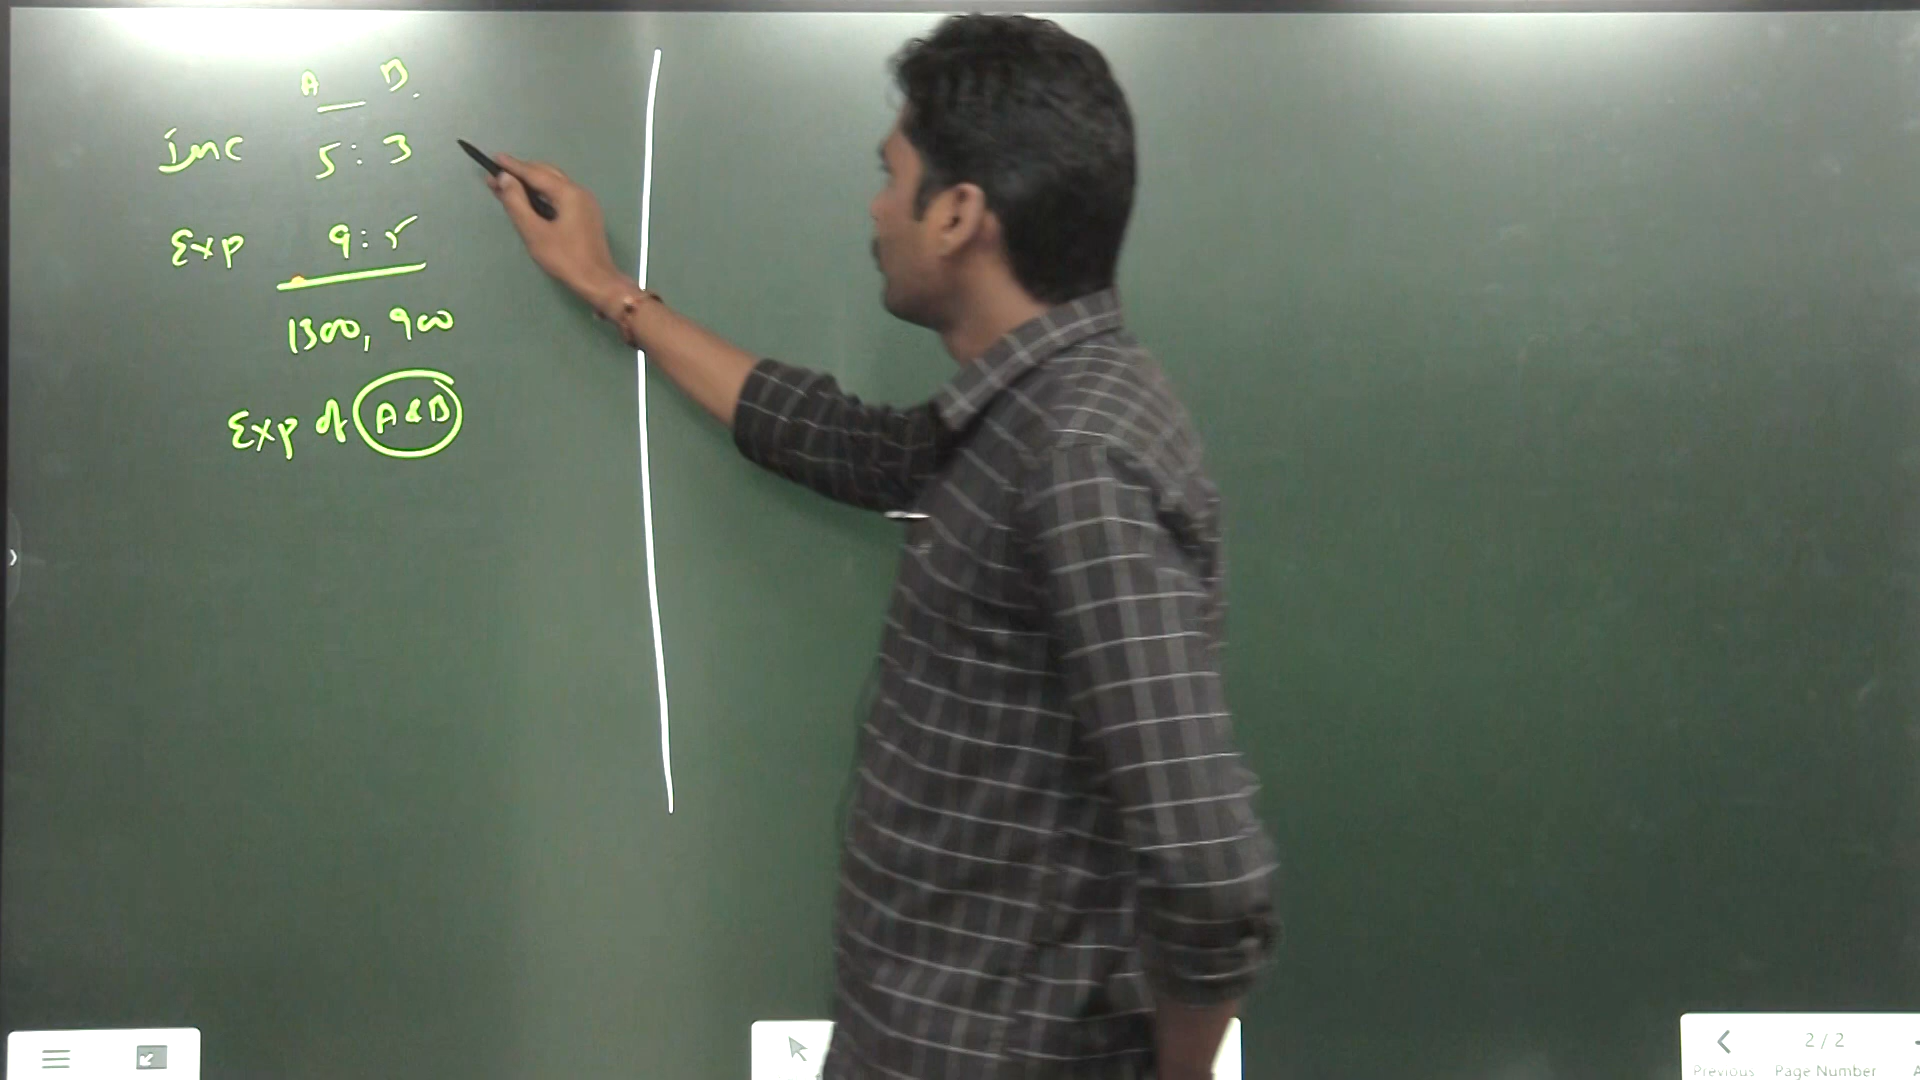 A B.
Inc 5 : 3
Exp 9 : 5
1300, 900
Exp of A & B
2 / 2
Previous Page Number A